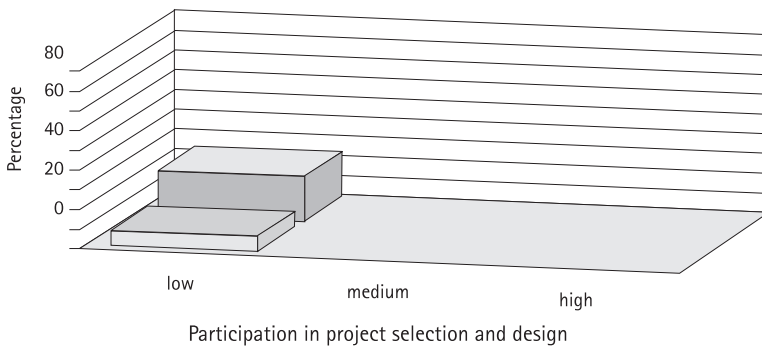 80
60
40
20
0
Percentage
low
medium
high
Participation in project selection and design